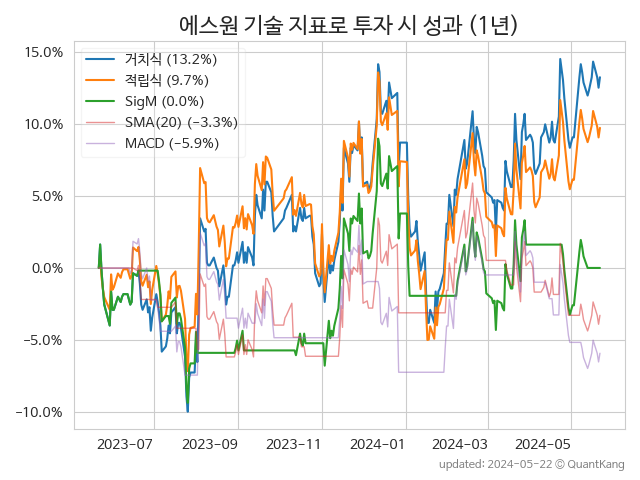 에스원 기술 지표로 투자 시 성과 (1년)
15.0%
10.0%
5.0%
0.0%
−5.0%
−10.0%
거치식 (13.2%)
적립식 (9.7%)
SigM (0.0%)
SMA(20) (−3.3%)
MACD (−5.9%)
2023-07 2023-09 2023-11 2024-01 2024-03 2024-05
updated: 2024-05-22 © QuantKang